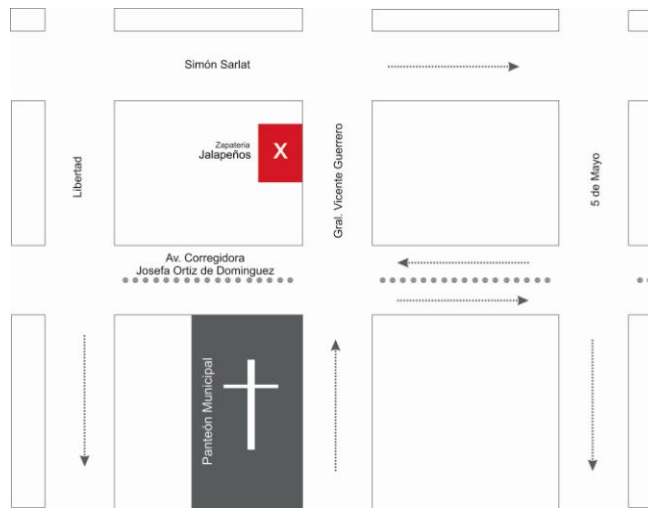 Simón Sarlat
Zapateria
Jalapeños
X
Libertad
Gral. Vicente Guerrero
5 de Mayo
Av. Corregidora
Josefa Ortiz de Dominguez
Panteón Municipal